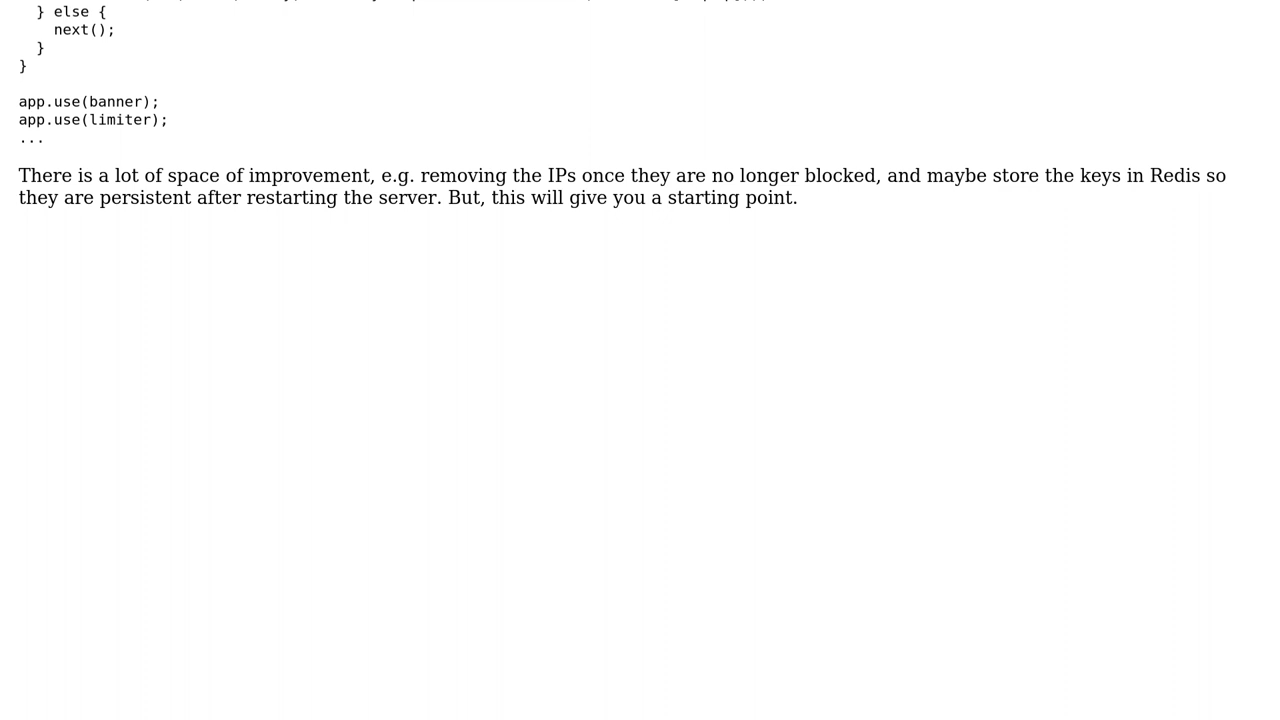 } else {
next();
}
}
app.use(banner);
app.use(limiter);
...
There is a lot of space of improvement, e.g. removing the IPs once they are no longer blocked, and maybe store the keys in Redis so
they are persistent after restarting the server. But, this will give you a starting point.